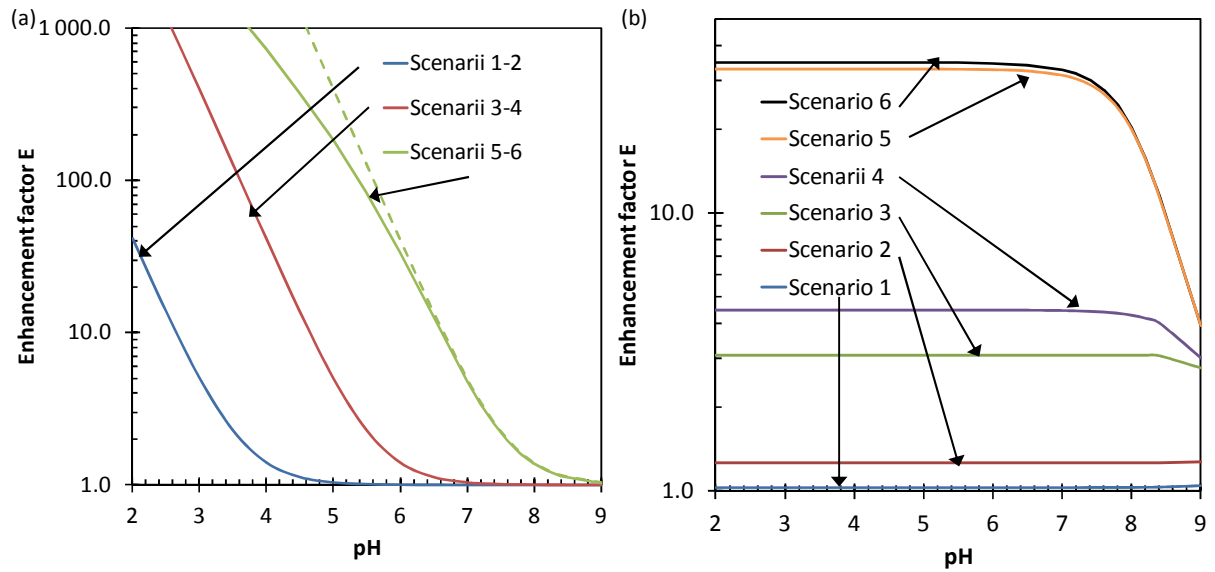 (a)
Enhancement factor E
1 000.0
100.0
10.0
1.0
2 3 4 5 6 7 8 9
pH
Scenarii 1-2
Scenarii 3-4
Scenarii 5-6
(b)
Enhancement factor E
10.0
1.0
2 3 4 5 6 7 8 9
pH
Scenario 6
Scenario 5
Scenarii 4
Scenario 3
Scenario 2
Scenario 1